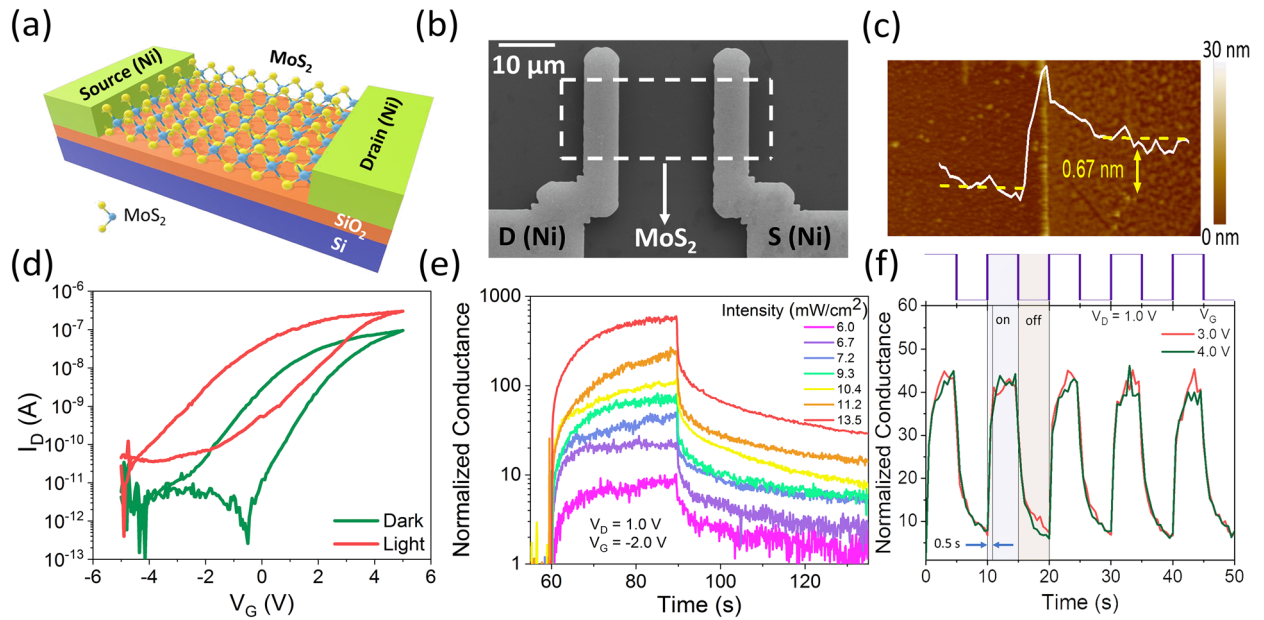 (a)
Source (Ni)
MoS₂
Drain (Ni)
MoS₂
SiO₂
Si
(b)
10 μm
D (Ni)
MoS₂
S (Ni)
(c)
30 nm
0.67 nm
0 nm
(d)
I_D (A)
10⁻⁶
10⁻⁷
10⁻⁸
10⁻⁹
10⁻¹⁰
10⁻¹¹
10⁻¹²
10⁻¹³
Dark
Light
-6 -4 -2 0 2 4 6
V_G (V)
(e)
Normalized Conductance
1000
100
10
1
Intensity (mW/cm²)
6.0
6.7
7.2
9.3
10.4
11.2
13.5
V_D = 1.0 V
V_G = -2.0 V
60 80 100 120
Time (s)
(f)
Normalized Conductance
60
50
40
30
20
10
on off V_D = 1.0 V V_G
3.0 V
4.0 V
0.5 s
0 10 20 30 40 50
Time (s)